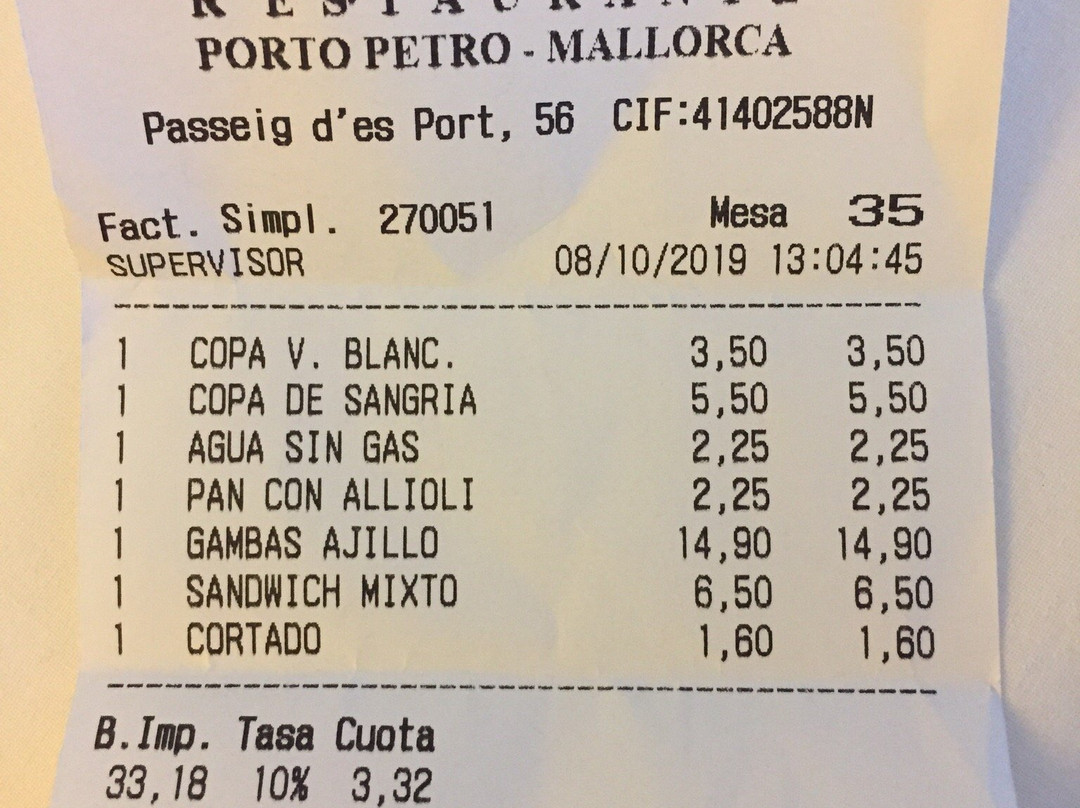 RESTAURANTE
PORTO PETRO - MALLORCA
Passeig d'es Port, 56 CIF:41402588N
Fact. Simpl. 270051 Mesa 35
SUPERVISOR 08/10/2019 13:04:45
1 COPA V. BLANC. 3,50 3,50
1 COPA DE SANGRIA 5,50 5,50
1 AGUA SIN GAS 2,25 2,25
1 PAN CON ALLIOLI 2,25 2,25
1 GAMBAS AJILLO 14,90 14,90
1 SANDWICH MIXTO 6,50 6,50
1 CORTADO 1,60 1,60
B.Imp. Tasa Cuota
33,18 10% 3,32